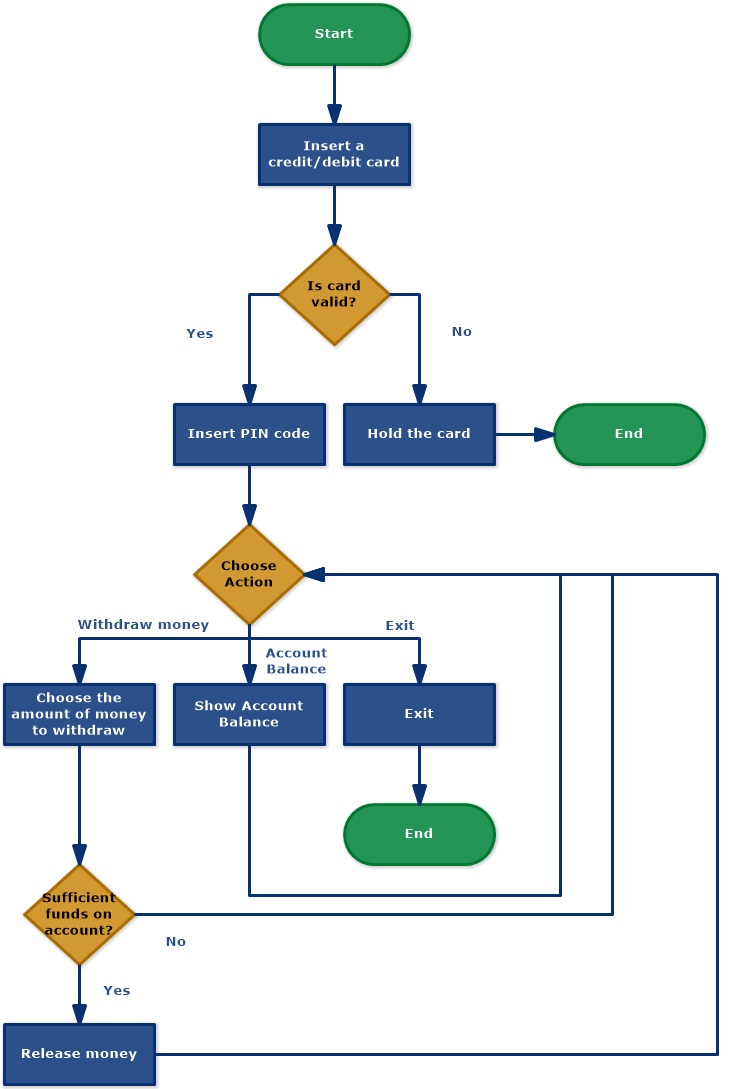 Start
Insert a
credit/debit card
Is card
valid?
Yes
No
Insert PIN code
Hold the card
End
Choose
Action
Withdraw money
Account
Balance
Exit
Choose the
amount of money
to withdraw
Show Account
Balance
Exit
End
Sufficient
funds on
account?
No
Yes
Release money